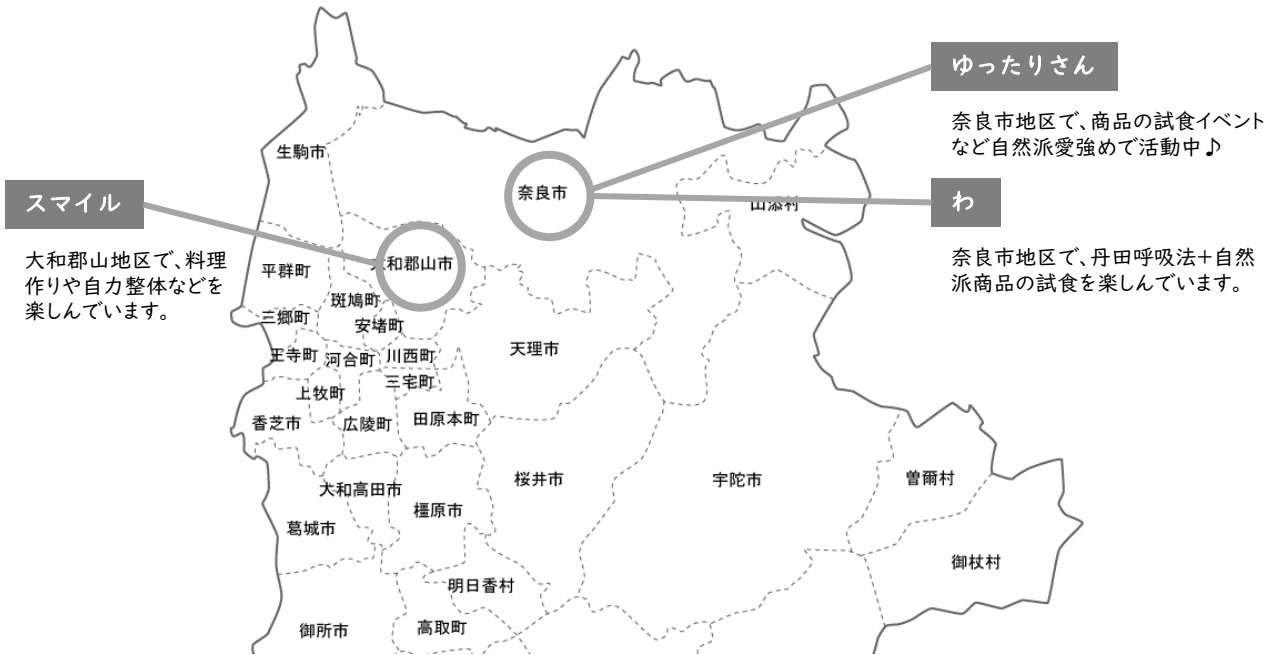 ゆったりさん
奈良市地区で、商品の試食イベント
など自然派愛強めで活動中♪
わ
奈良市地区で、丹田呼吸法＋自然
派商品の試食を楽しんでいます。
スマイル
大和郡山地区で、料理
作りや自力整体などを
楽しんでいます。
生駒市
奈良市
山添村
大和郡山市
平群町
斑鳩町
三郷町
安堵町
天理市
王寺町
河合町
川西町
三宅町
上牧町
香芝市
広陵町
田原本町
大和高田市
橿原市
桜井市
宇陀市
曽爾村
葛城市
御杖村
明日香村
御所市
高取町